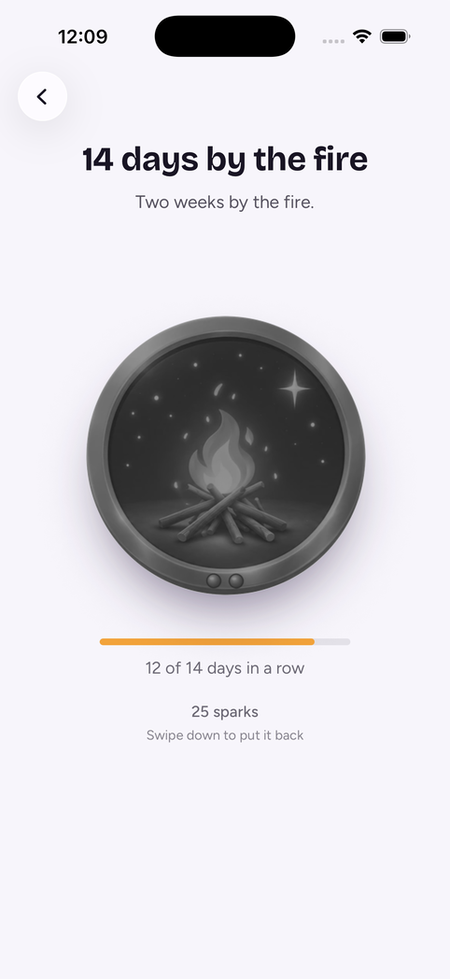 12:09
14 days by the fire
Two weeks by the fire.
12 of 14 days in a row
25 sparks
Swipe down to put it back